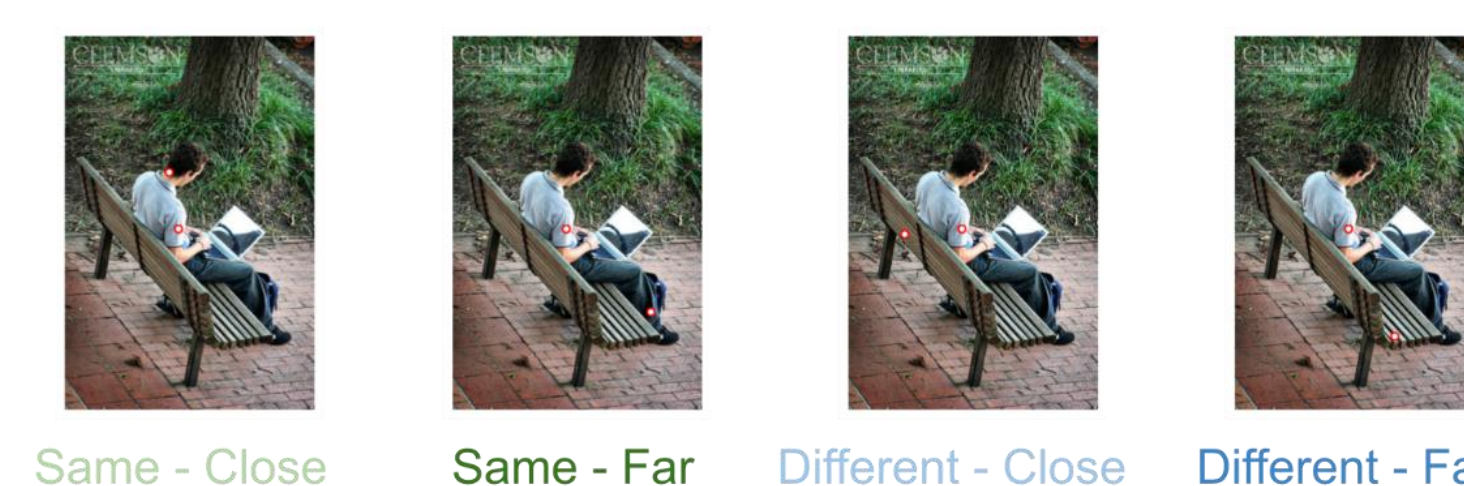 CLEMSON CLEMSON CLEMSON CLEMSON
Same - Close Same - Far Different - Close Different - Fa